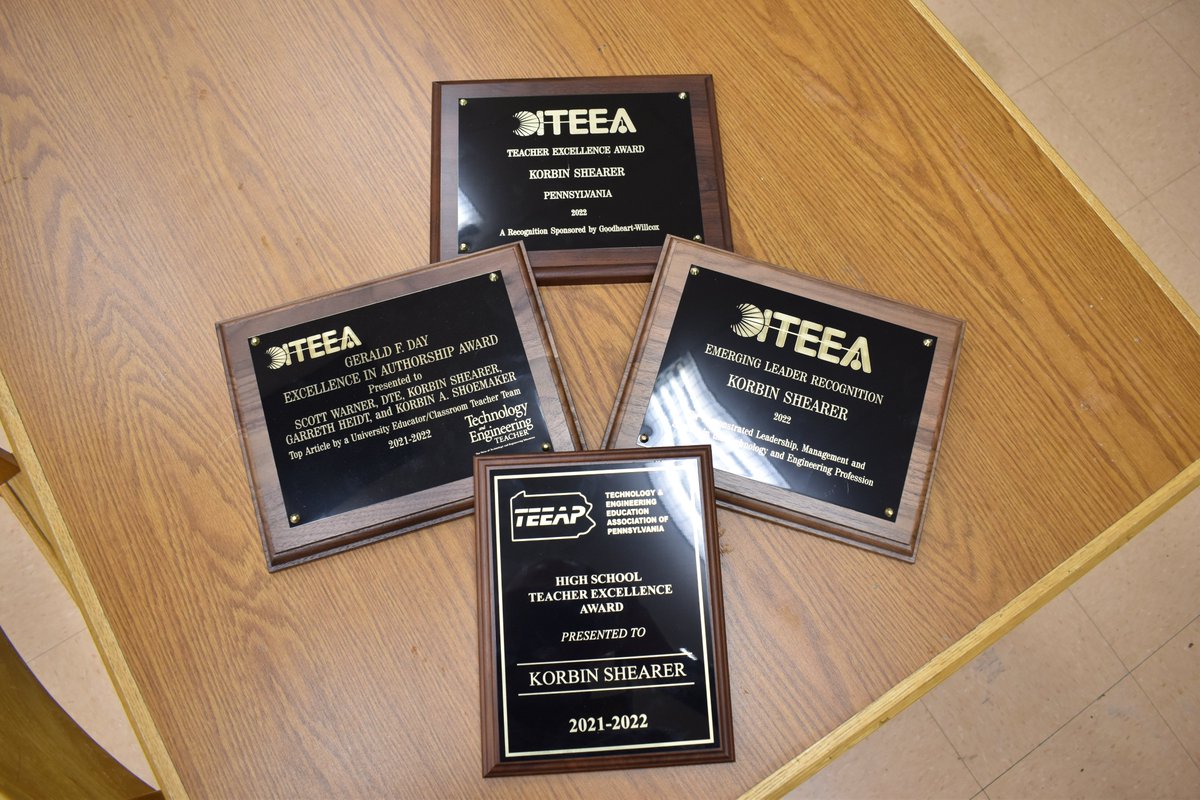 ITEEA
TEACHER EXCELLENCE AWARD
KORBIN SHEARER
PENNSYLVANIA
2022
A Recognition Sponsored by Goodheart-Willcox
ITEEA
GERALD F. DAY
EXCELLENCE IN AUTHORSHIP AWARD
Presented to
SCOTT WARNER, DTE, KORBIN SHEARER,
GARRETH HEIDT, and KORBIN A. SHOEMAKER
Top Article by a University Educator/Classroom Teacher Team
2021-2022
Technology
and
Engineering
TEACHER
ITEEA
EMERGING LEADER RECOGNITION
KORBIN SHEARER
2022
Leadership, Management and
Technology and Engineering Profession
TEEAP
TECHNOLOGY &
ENGINEERING
EDUCATION
ASSOCIATION OF
PENNSYLVANIA
HIGH SCHOOL
TEACHER EXCELLENCE
AWARD
PRESENTED TO
KORBIN SHEARER
2021-2022